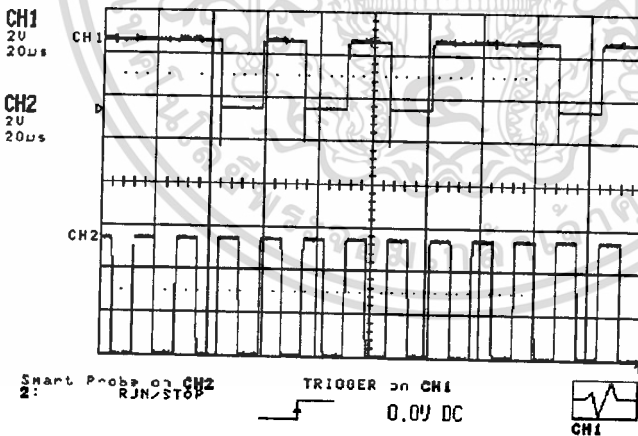 CH1
2V
20us
CH1
CH2
2V
20us
CH2
Smart Probe on CH2
2: RUN/STOP
TRIGGER on CH1
0.0V DC
CH1